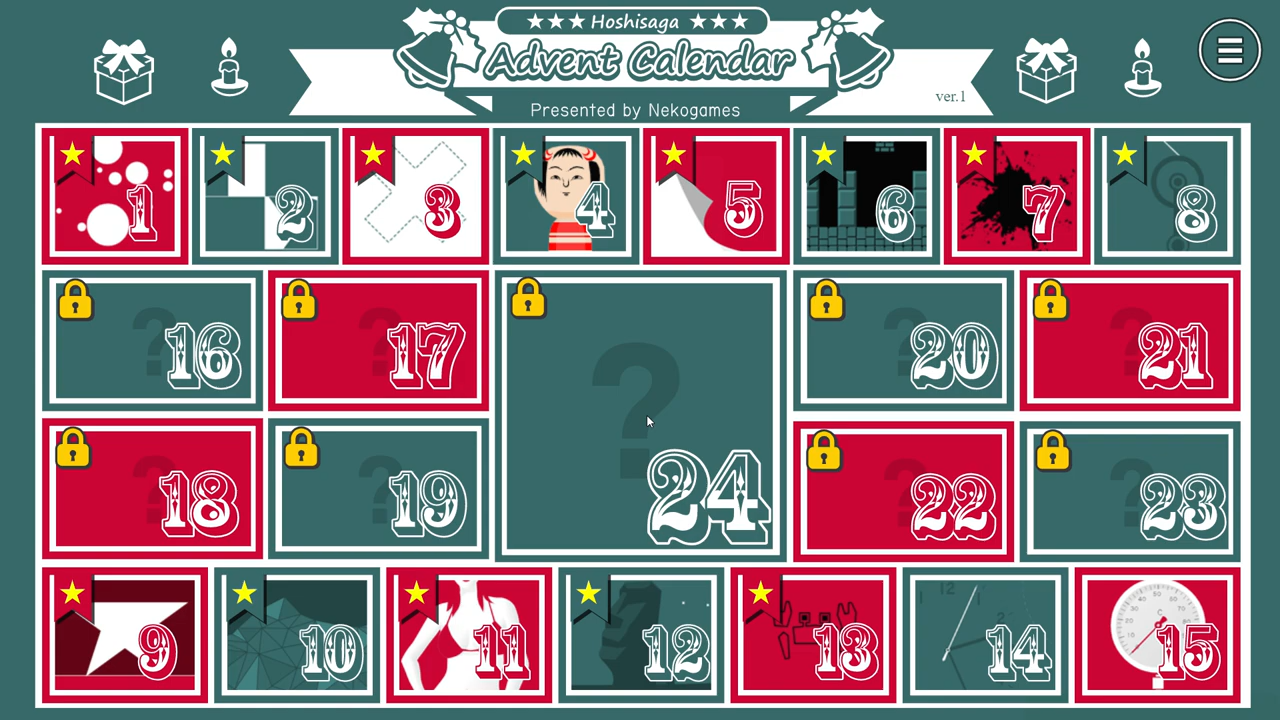 ★★★ Hoshisaga ★★★
Advent Calendar
ver.1
Presented by Nekogames
1 2 3 4 5 6 7 8
? 16 ? 17 ? 24 ? 20 ? 21
? 18 ? 19 ? 22 ? 23
9 10 11 12 13 14 15